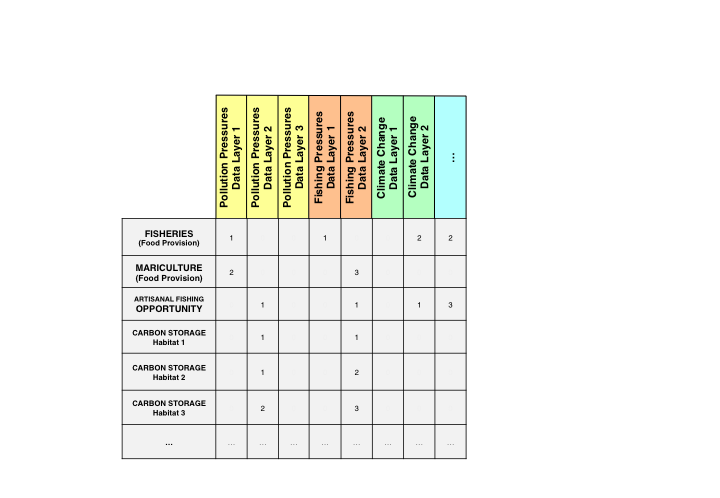 Pollution Pressures
Data Layer 1
Pollution Pressures
Data Layer 2
Pollution Pressures
Data Layer 3
Fishing Pressures
Data Layer 1
Fishing Pressures
Data Layer 2
Climate Change
Data Layer 1
Climate Change
Data Layer 2
...
FISHERIES
(Food Provision)
1 1 2 2
MARICULTURE
(Food Provision)
2 3
ARTISANAL FISHING
OPPORTUNITY
1 1 1 3
CARBON STORAGE
Habitat 1
1 1
CARBON STORAGE
Habitat 2
1 2
CARBON STORAGE
Habitat 3
2 3
... ... ... ... ... ... ... ... ...